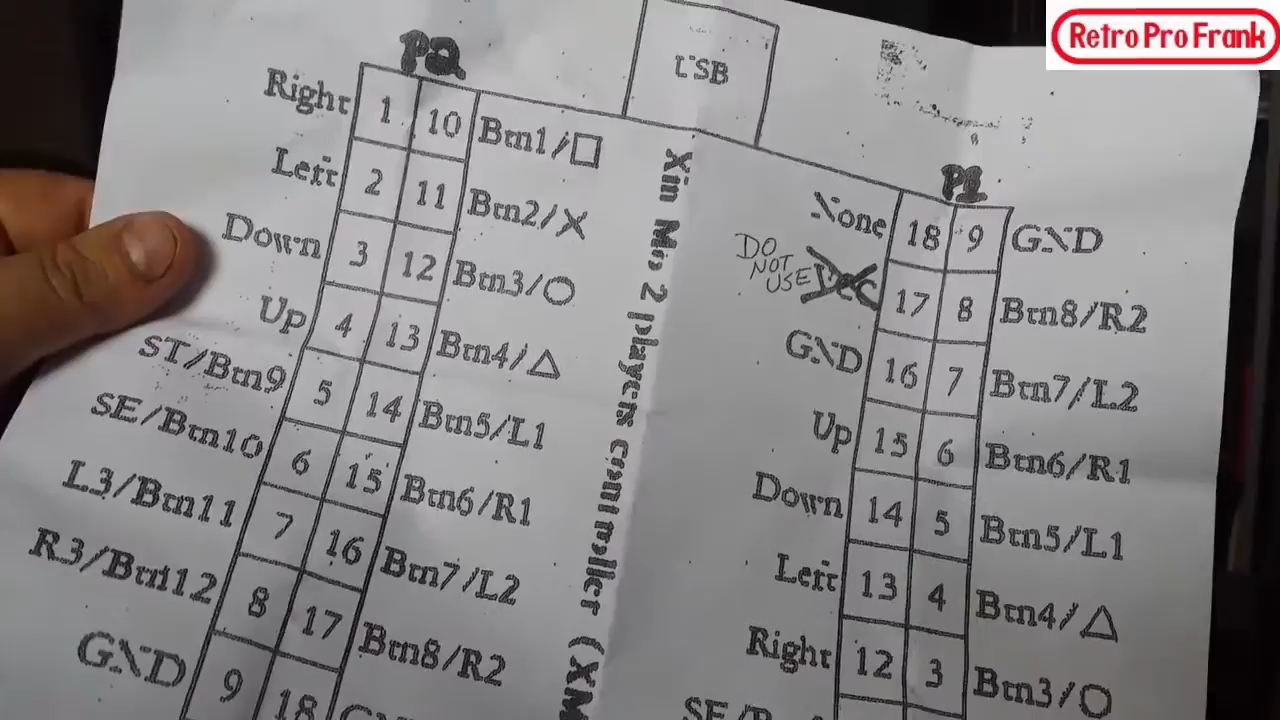 Retro Pro Frank
USB
P2
Right 1 10 Btn1/□
Left 2 11 Btn2/X
Down 3 12 Btn3/○
Up 4 13 Btn4/△
ST/Btn9 5 14 Btn5/L1
SE/Btn10 6 15 Btn6/R1
L3/Btn11 7 16 Btn7/L2
R3/Btn12 8 17 Btn8/R2
GND 9 18
Xin Mo 2players controller (XM
P1
None 18 9 GND
DO
NOT
USE
Vcc 17 8 Btn8/R2
GND 16 7 Btn7/L2
Up 15 6 Btn6/R1
Down 14 5 Btn5/L1
Left 13 4 Btn4/△
Right 12 3 Btn3/○